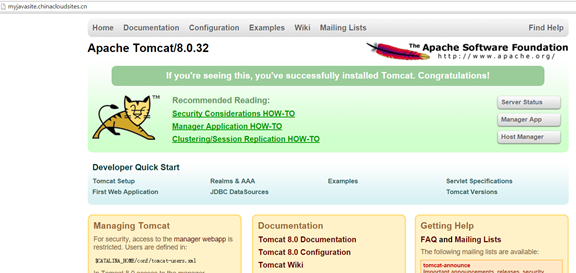 myjavasite.chinacloudsites.cn
Home Documentation Configuration Examples Wiki Mailing Lists Find Help
Apache Tomcat/8.0.32
The Apache Software Foundation
http://www.apache.org/
If you're seeing this, you've successfully installed Tomcat. Congratulations!
TM
Recommended Reading:
Security Considerations HOW-TO
Manager Application HOW-TO
Clustering/Session Replication HOW-TO
Server Status
Manager App
Host Manager
Developer Quick Start
Tomcat Setup
First Web Application
Realms & AAA
JDBC DataSources
Examples
Servlet Specifications
Tomcat Versions
Managing Tomcat
For security, access to the manager webapp is
restricted. Users are defined in:
$CATALINA_HOME/conf/tomcat-users.xml
In Tomcat 8.0 access to the manager
Documentation
Tomcat 8.0 Documentation
Tomcat 8.0 Configuration
Tomcat Wiki
Getting Help
FAQ and Mailing Lists
The following mailing lists are available:
tomcat-announce
Important announcements, releases, security